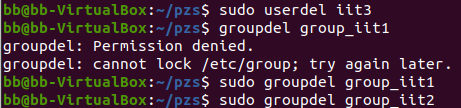 bb@bb-VirtualBox:~/pzs$ sudo userdel iit3
bb@bb-VirtualBox:~/pzs$ groupdel group_iit1
groupdel: Permission denied.
groupdel: cannot lock /etc/group; try again later.
bb@bb-VirtualBox:~/pzs$ sudo groupdel group_iit1
bb@bb-VirtualBox:~/pzs$ sudo groupdel group_iit2